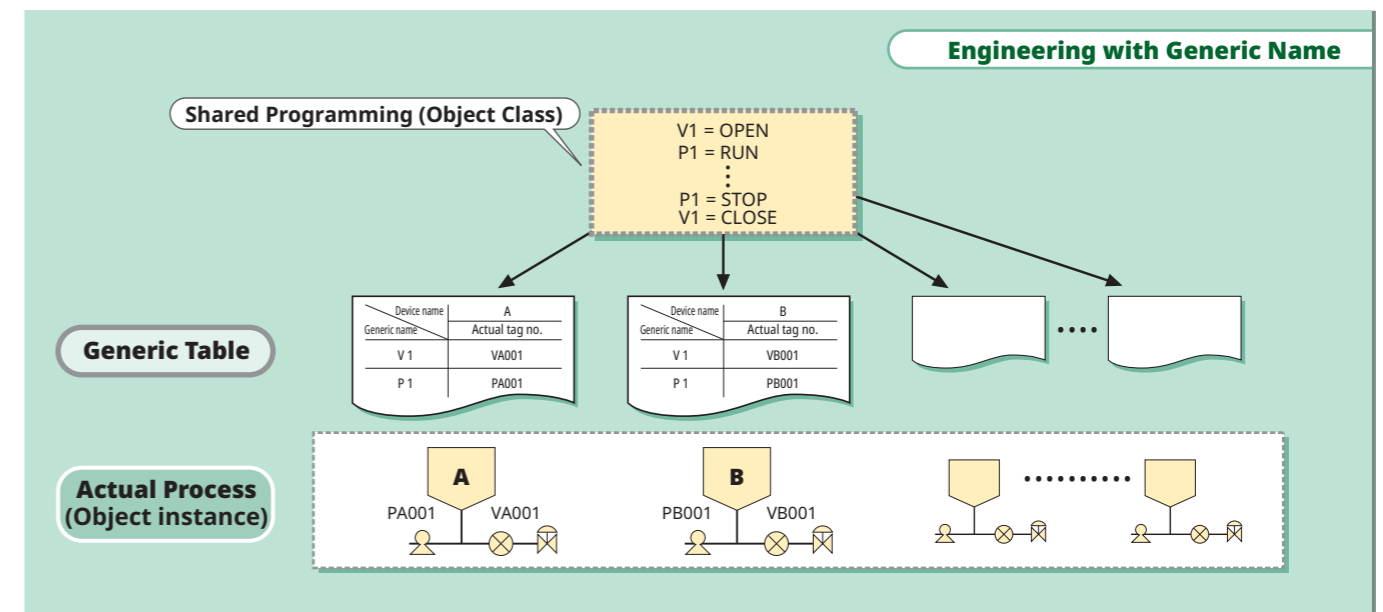 Engineering with Generic Name
Shared Programming (Object Class)
V1 = OPEN
P1 = RUN
P1 = STOP
V1 = CLOSE
Generic Table
Device name A
Generic name Actual tag no.
V 1 VA001
P 1 PA001
Device name B
Generic name Actual tag no.
V 1 VB001
P 1 PB001
Actual Process
(Object instance)
A
PA001 VA001
B
PB001 VB001